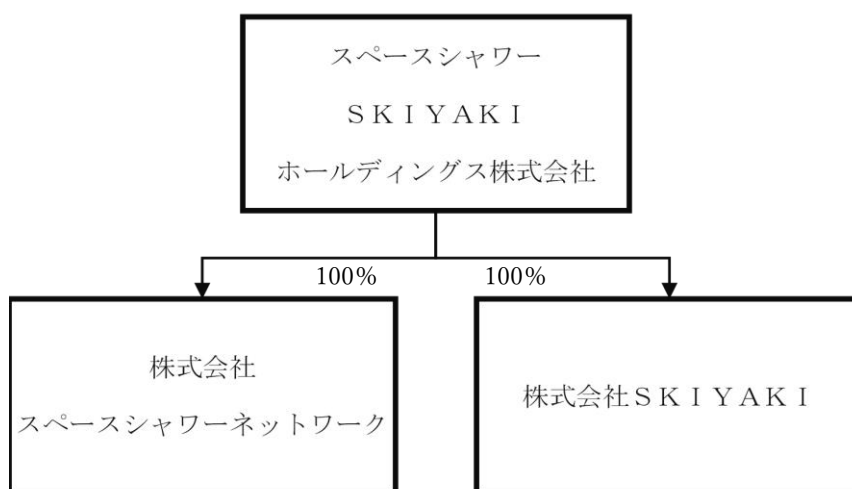 スペースシャワー
ＳＫＩＹＡＫＩ
ホールディングス株式会社
100% 100%
株式会社
スペースシャワーネットワーク
株式会社ＳＫＩＹＡＫＩ